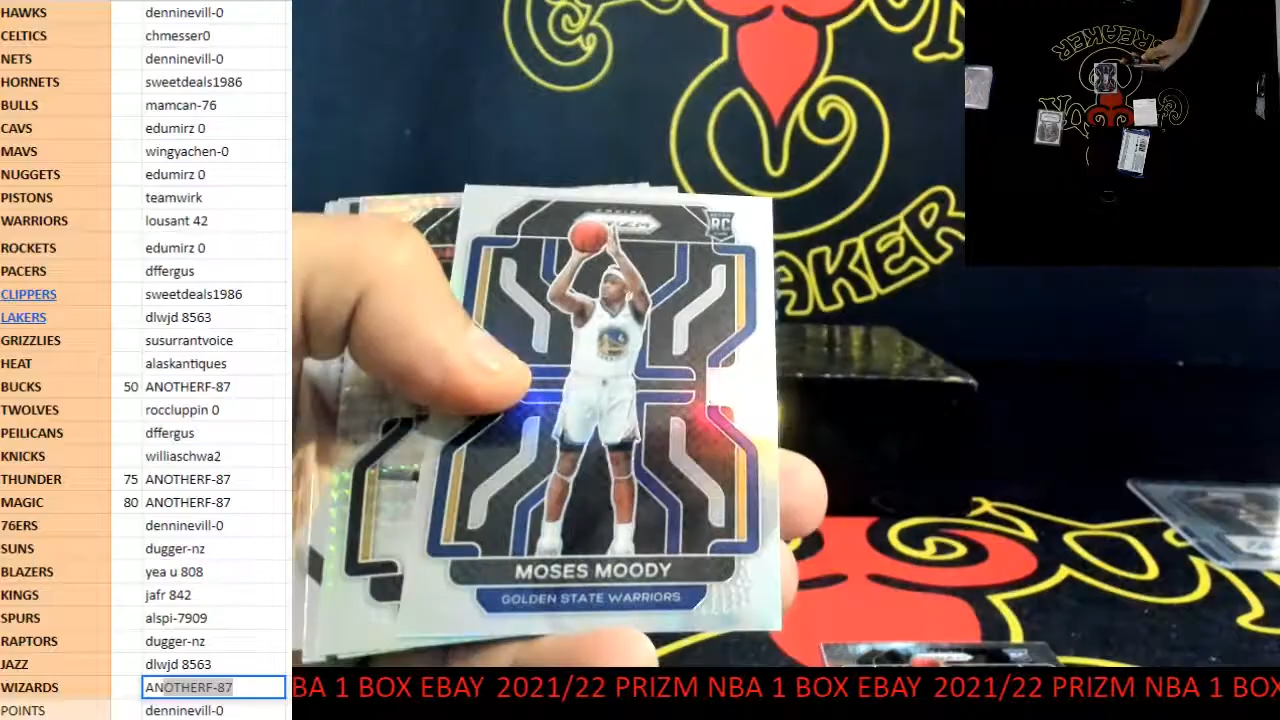 HAWKS denninevill-0
CELTICS chmesser0
NETS denninevill-0
HORNETS sweetdeals1986
BULLS mamcan-76
CAVS edumirz 0
MAVS wingyachen-0
NUGGETS edumirz 0
PISTONS teamwirk
WARRIORS lousant 42
ROCKETS edumirz 0
PACERS dffergus
CLIPPERS sweetdeals1986
LAKERS dlwjd 8563
GRIZZLIES susurrantvoice
HEAT alaskantiques
BUCKS 50 ANOTHERF-87
TWOLVES roccluppin 0
PEILICANS dffergus
KNICKS williaschwa2
THUNDER 75 ANOTHERF-87
MAGIC 80 ANOTHERF-87
76ERS denninevill-0
SUNS dugger-nz
BLAZERS yea u 808
KINGS jafr 842
SPURS alspi-7909
RAPTORS dugger-nz
JAZZ dlwjd 8563
WIZARDS ANOTHERF-87
POINTS denninevill-0
PRIZM
RC
MOSES MOODY
GOLDEN STATE WARRIORS
AKER
BREAKER
BA 1 BOX EBAY 2021/22 PRIZM NBA 1 BOX EBAY 2021/22 PRIZM NBA 1 BOX